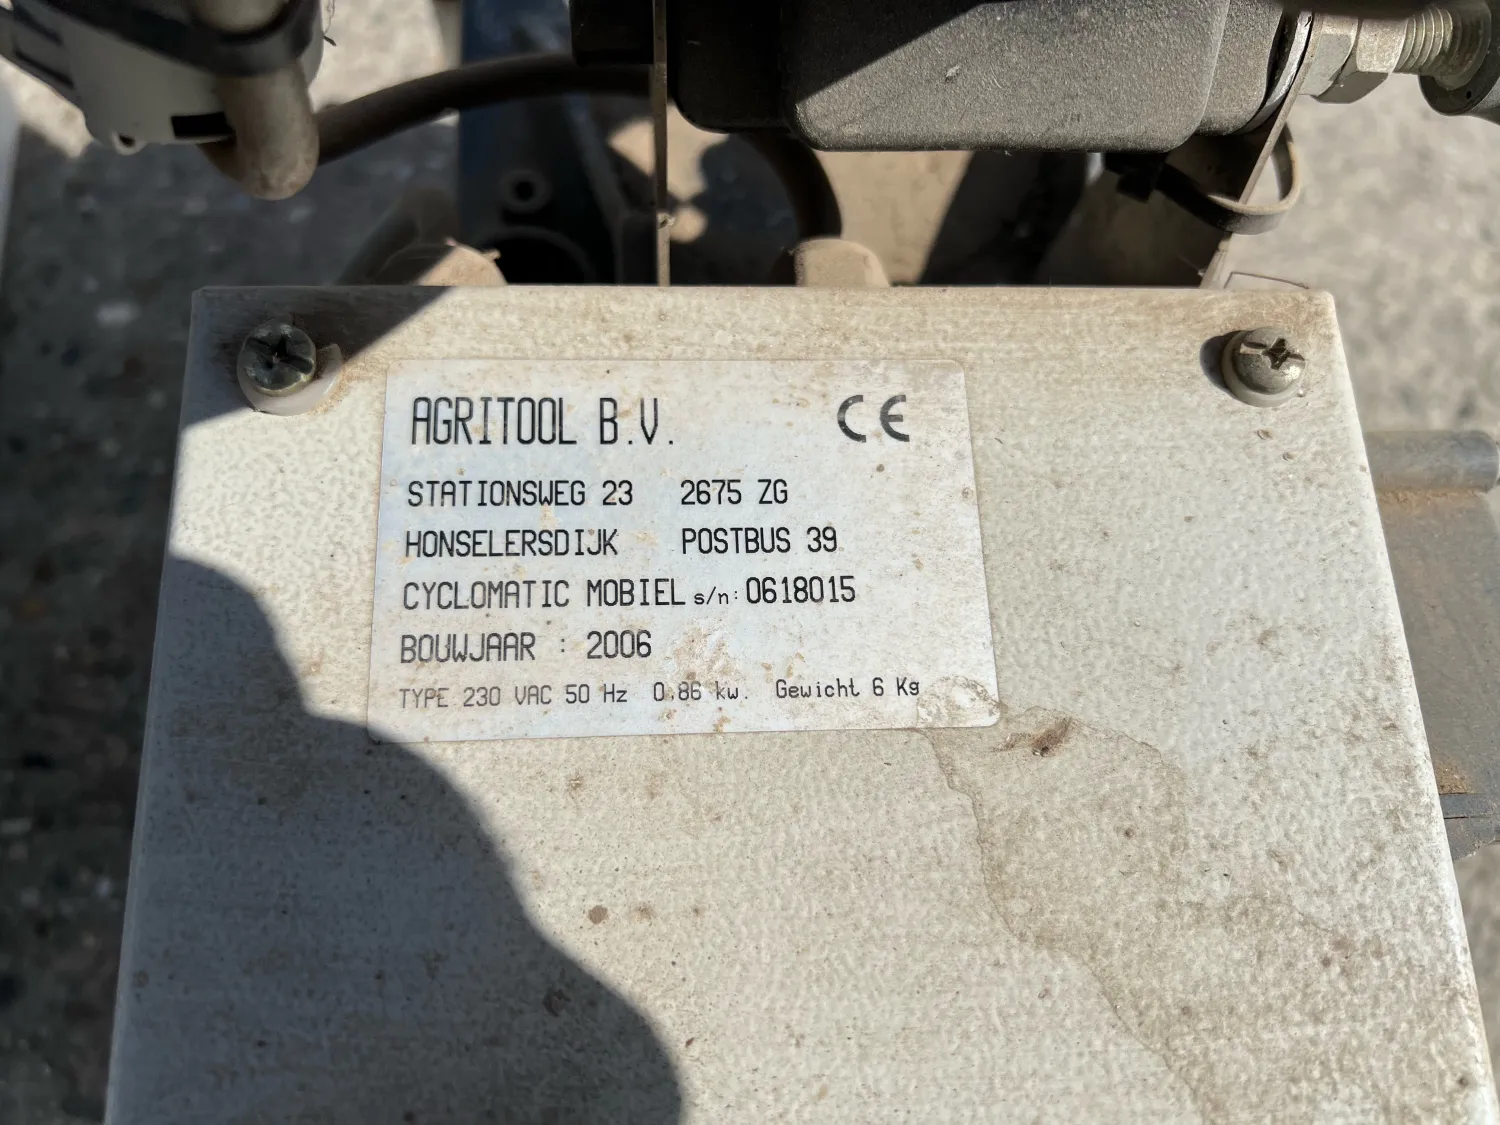 AGRITOOL B.V. CE
STATIONSWEG 23 2675 ZG
HONSELERSDIJK POSTBUS 39
CYCLOMATIC MOBIEL s/n: 0618015
BOUWJAAR : 2006
TYPE 230 VAC 50 Hz 0.86 kw. Gewicht 6 Kg